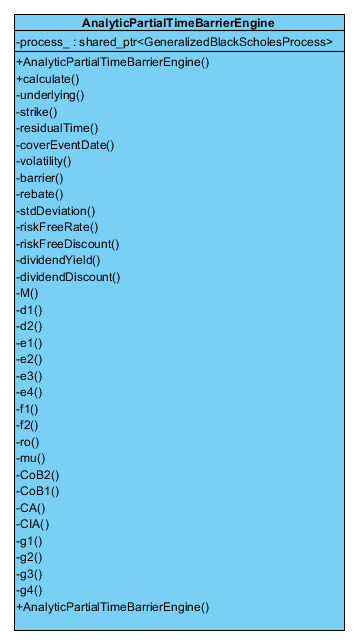 AnalyticPartialTimeBarrierEngine
-process_ : shared_ptr<GeneralizedBlackScholesProcess>
+AnalyticPartialTimeBarrierEngine()
+calculate()
-underlying()
-strike()
-residualTime()
-coverEventDate()
-volatility()
-barrier()
-rebate()
-stdDeviation()
-riskFreeRate()
-riskFreeDiscount()
-dividendYield()
-dividendDiscount()
-M()
-d1()
-d2()
-e1()
-e2()
-e3()
-e4()
-f1()
-f2()
-ro()
-mu()
-CoB2()
-CoB1()
-CA()
-CIA()
-g1()
-g2()
-g3()
-g4()
+AnalyticPartialTimeBarrierEngine()